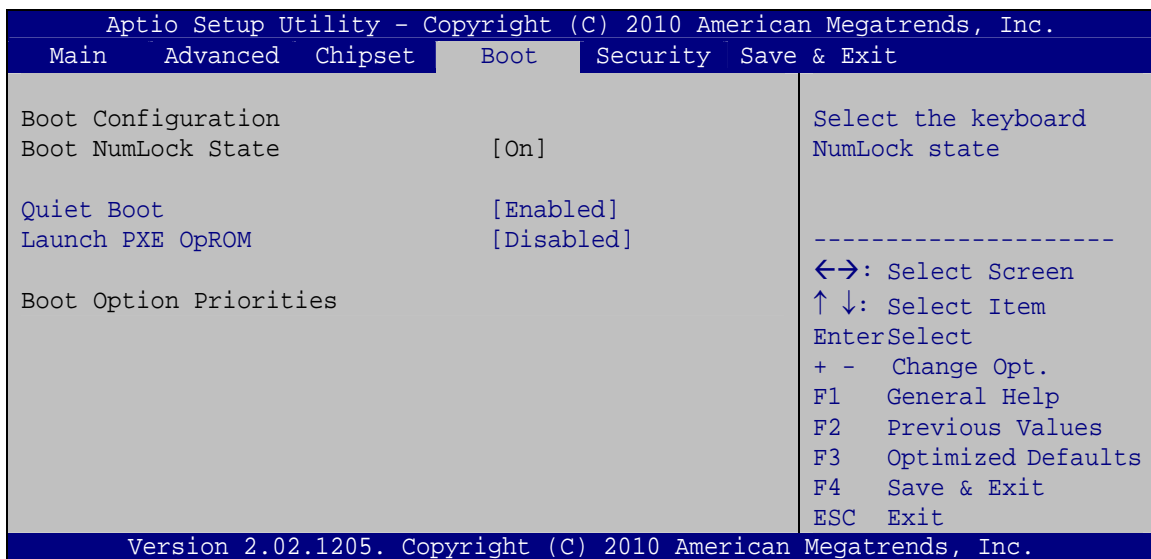 Aptio Setup Utility – Copyright (C) 2010 American Megatrends, Inc.
Main Advanced Chipset Boot Security Save & Exit
Boot Configuration
Boot NumLock State [On]
Quiet Boot [Enabled]
Launch PXE OpROM [Disabled]
Boot Option Priorities
Select the keyboard
NumLock state
---------------------
←→: Select Screen
↑ ↓: Select Item
EnterSelect
+ - Change Opt.
F1 General Help
F2 Previous Values
F3 Optimized Defaults
F4 Save & Exit
ESC Exit
Version 2.02.1205. Copyright (C) 2010 American Megatrends, Inc.